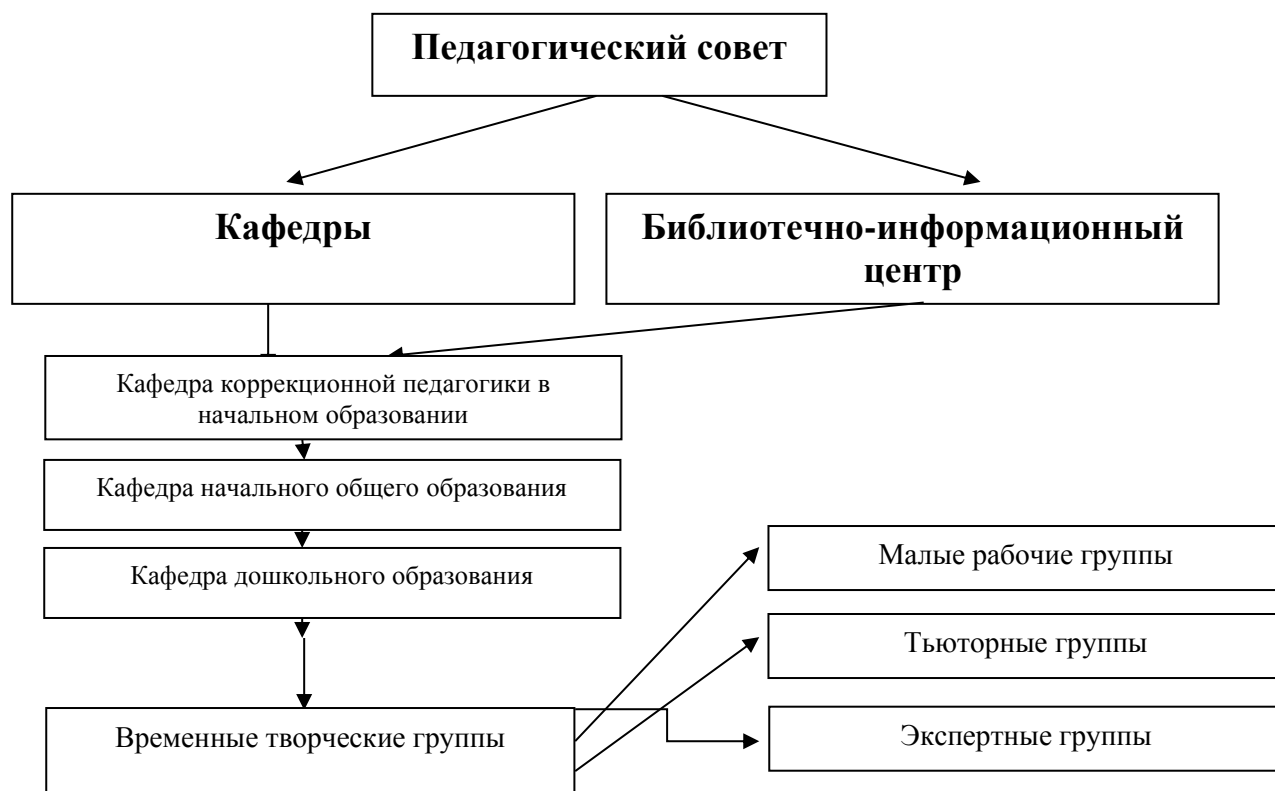 Педагогический совет
Кафедры
Библиотечно-информационный
центр
Кафедра коррекционной педагогики в
начальном образовании
Кафедра начального общего образования
Кафедра дошкольного образования
Малые рабочие группы
Тьюторные группы
Временные творческие группы
Экспертные группы